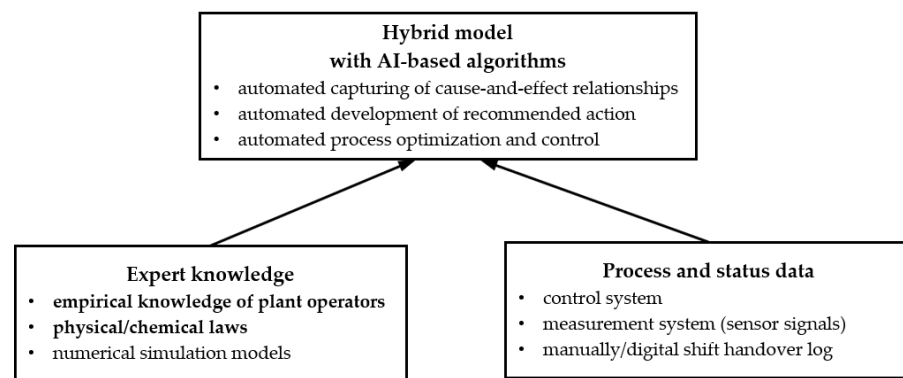 Hybrid model
with AI-based algorithms
• automated capturing of cause-and-effect relationships
• automated development of recommended action
• automated process optimization and control
Expert knowledge
• empirical knowledge of plant operators
• physical/chemical laws
• numerical simulation models
Process and status data
• control system
• measurement system (sensor signals)
• manually/digital shift handover log